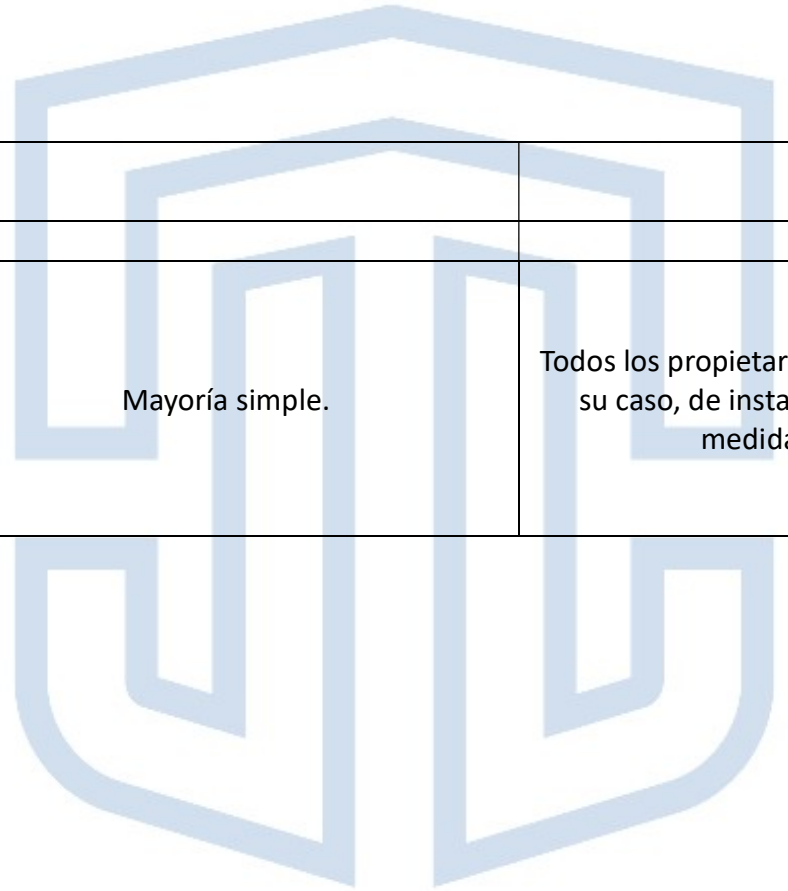 Mayoría simple.
Todos los propietar
su caso, de insta
medida